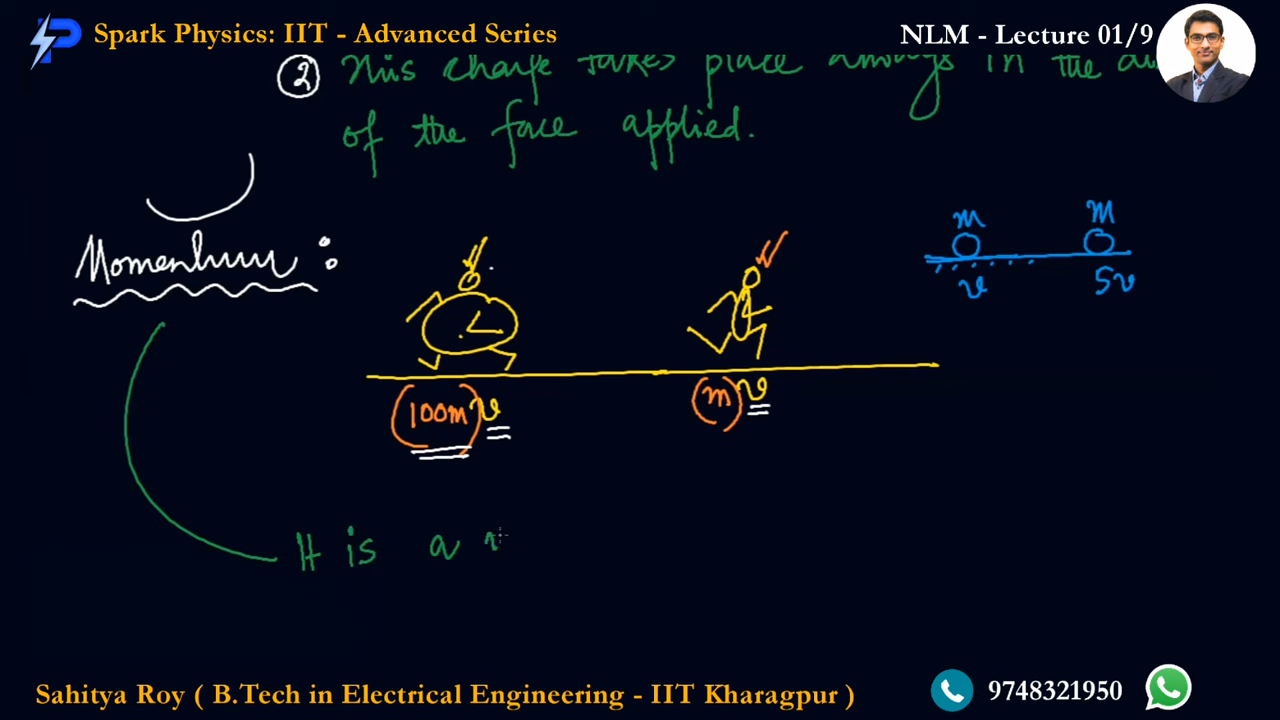 Spark Physics: IIT - Advanced Series
NLM - Lecture 01/9
② This change takes place always in the di
of the force applied.
Momentum :
m m
v 5v
(100m)v (m)v
It is a
Sahitya Roy ( B.Tech in Electrical Engineering - IIT Kharagpur )
9748321950